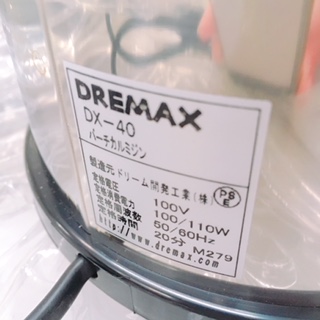 DREMAX
DX-40
バーチカルミジン
製造元 ドリーム開発工業(株) PSE
定格電圧 100V
定格消費電力 100/110W
定格周波数 50/60Hz
定格時間 20分 M279
http://www.dremax.com/